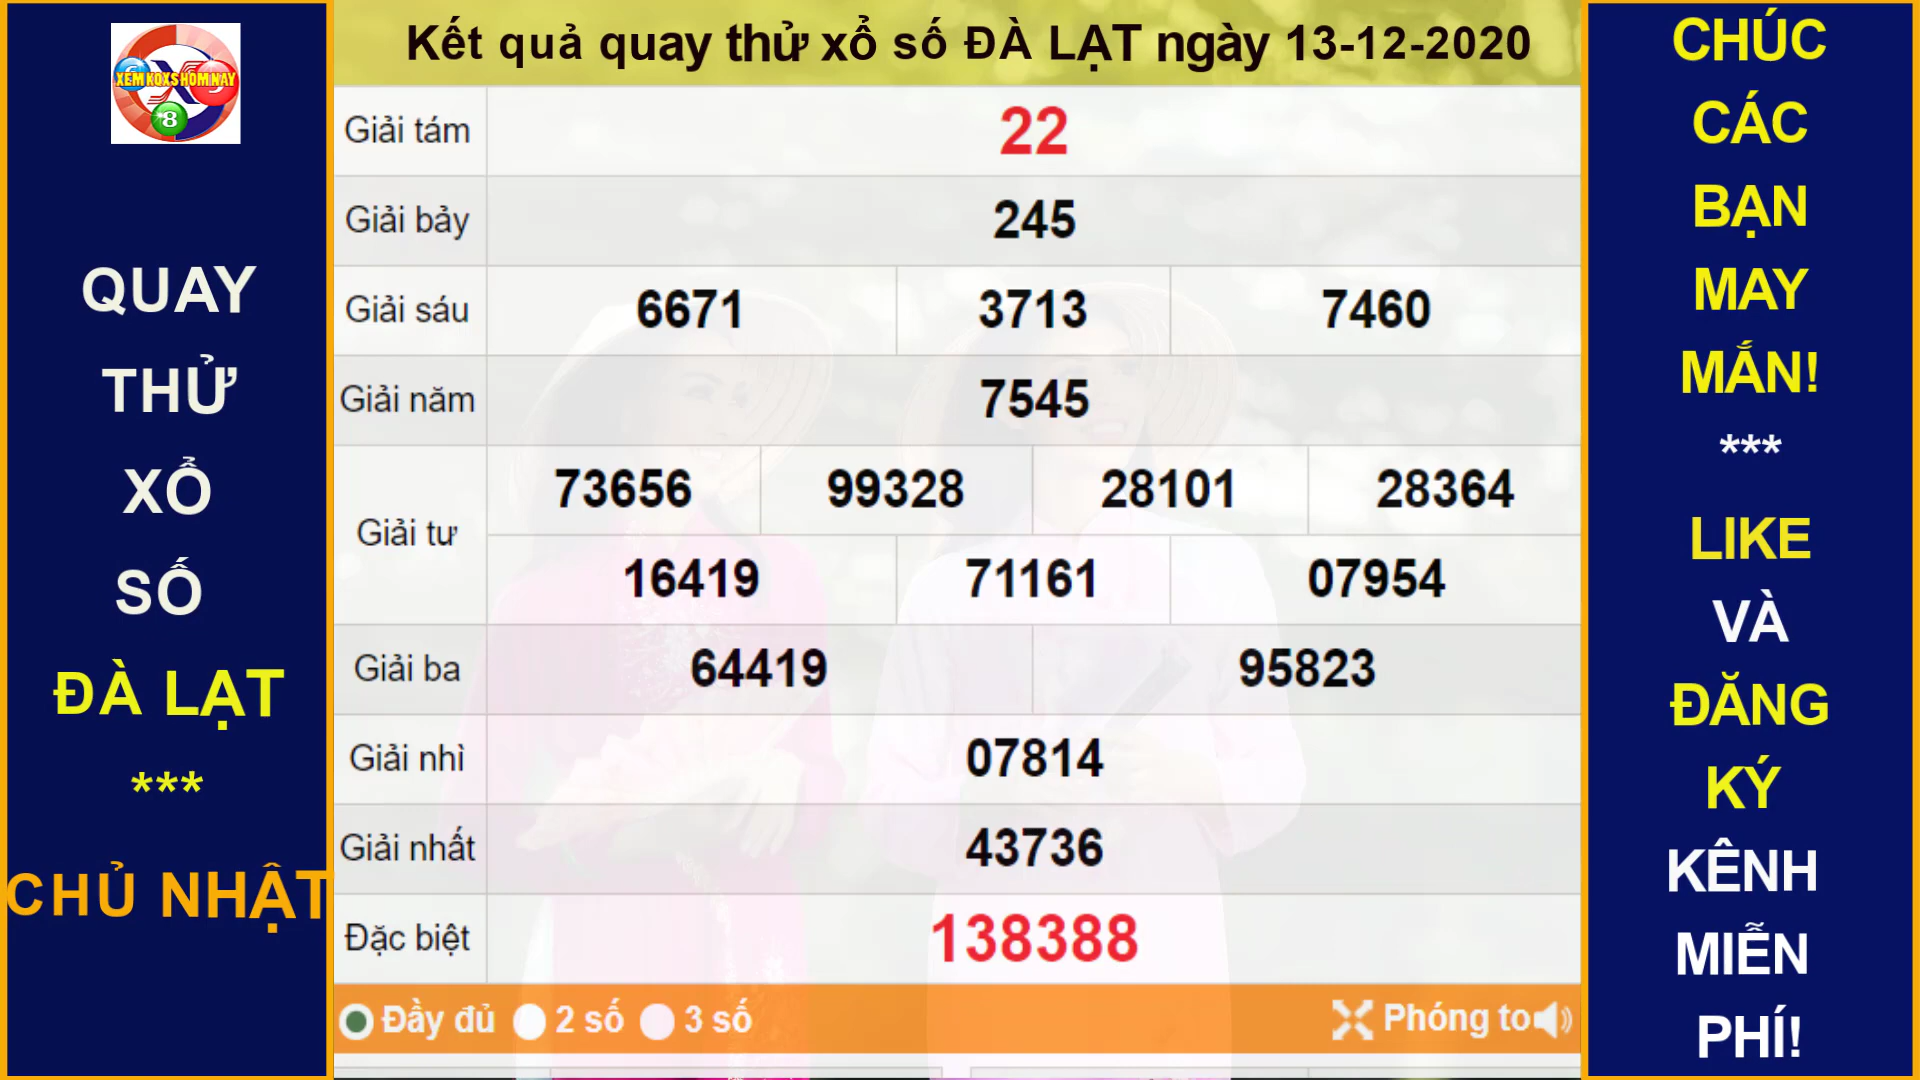 XEMKQXSHOMNAY
8
QUAY
THỬ
XỔ
SỐ
ĐÀ LẠT
***
CHỦ NHẬT
Kết quả quay thử xổ số ĐÀ LẠT ngày 13-12-2020
Giải tám 22
Giải bảy 245
Giải sáu 6671 3713 7460
Giải năm 7545
Giải tư 73656 99328 28101 28364
16419 71161 07954
Giải ba 64419 95823
Giải nhì 07814
Giải nhất 43736
Đặc biệt 138388
Đầy đủ 2 số 3 số Phóng to
CHÚC
CÁC
BẠN
MAY
MẮN!
***
LIKE
VÀ
ĐĂNG
KÝ
KÊNH
MIỄN
PHÍ!